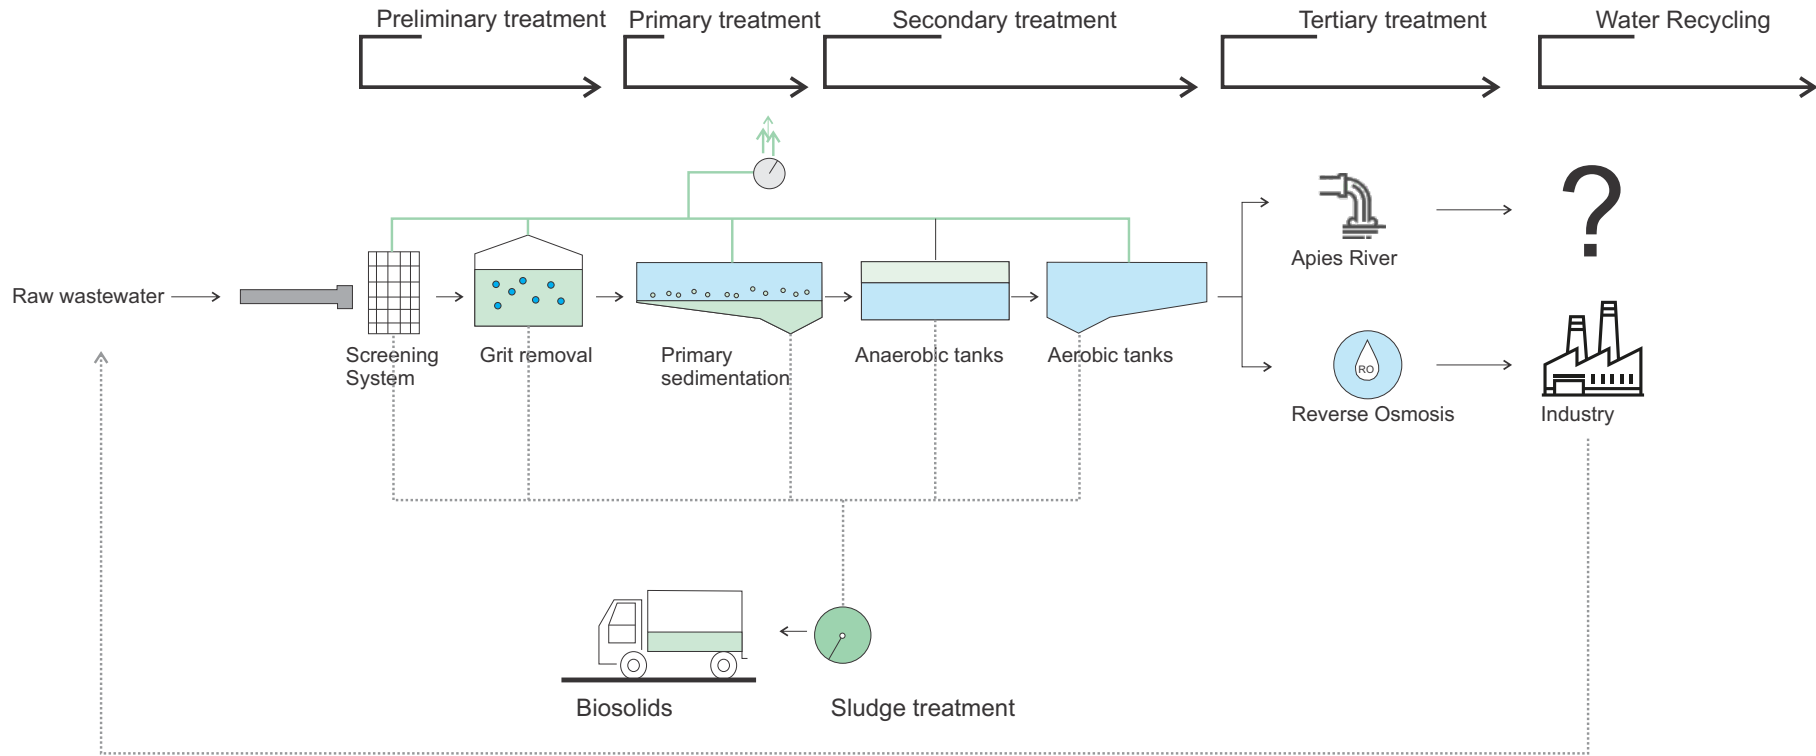 Preliminary treatment
Primary treatment
Secondary treatment
Tertiary treatment
Water Recycling
?
Apies River
Raw wastewater
Screening
System
Grit removal
Primary
sedimentation
Anaerobic tanks
Aerobic tanks
RO
Reverse Osmosis
Industry
Biosolids
Sludge treatment